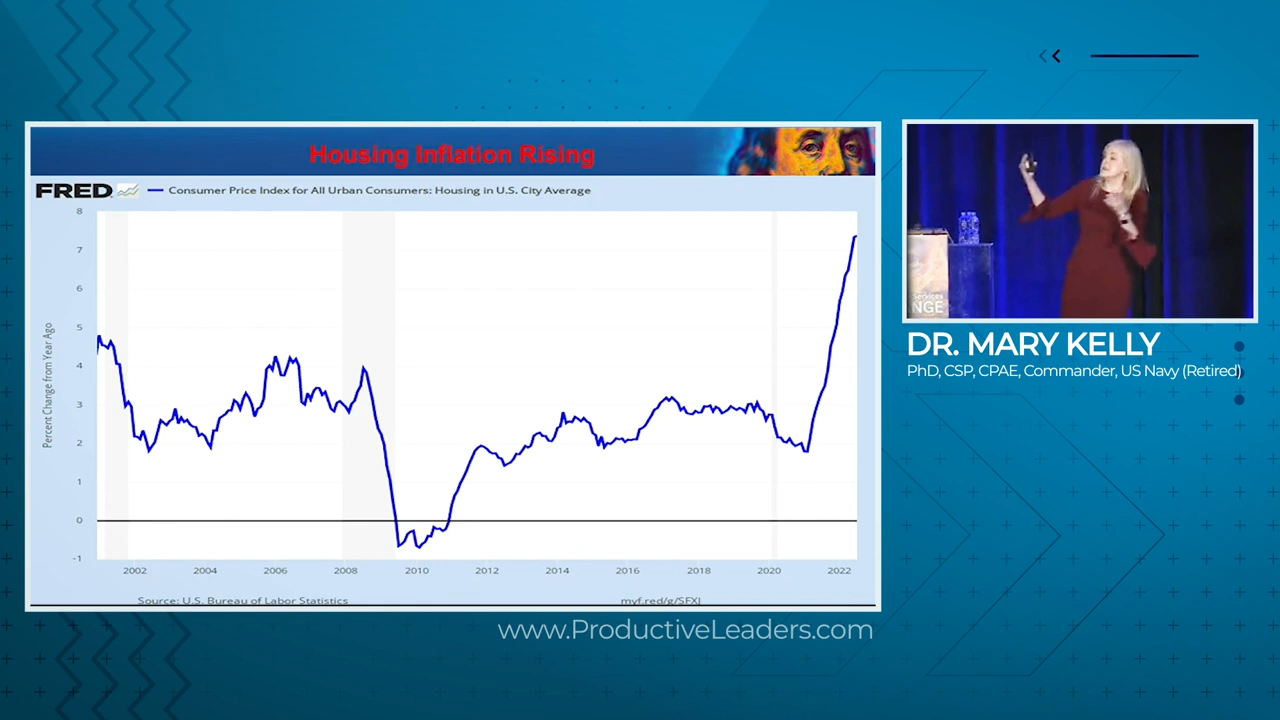 Housing Inflation Rising
FRED
Consumer Price Index for All Urban Consumers: Housing in U.S. City Average
8
7
6
5
4
3
2
1
0
-1
Percent Change from Year Ago
2002 2004 2006 2008 2010 2012 2014 2016 2018 2020 2022
Source: U.S. Bureau of Labor Statistics
myf.red/g/SFXJ
www.ProductiveLeaders.com
Services
NGE
DR. MARY KELLY
PhD, CSP, CPAE, Commander, US Navy (Retired)